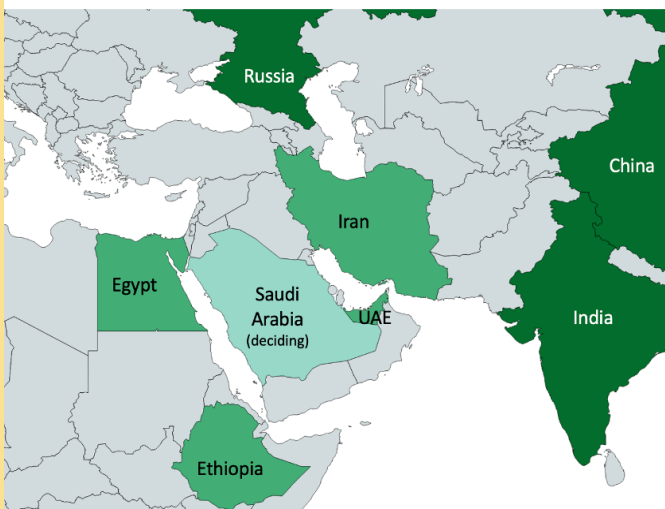 Russia
China
Iran
Egypt
Saudi
Arabia
(deciding)
UAE
India
Ethiopia